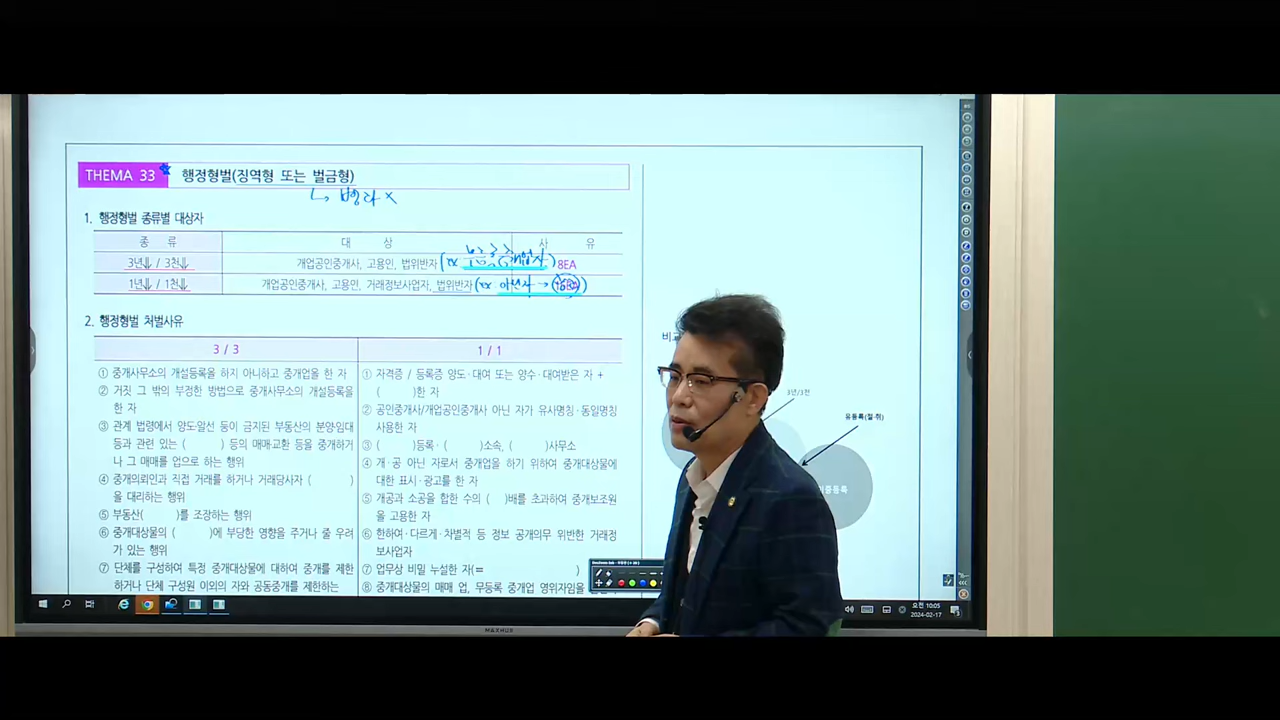 THEMA 33 행정형벌(징역형 또는 벌금형)
병과 X
1. 행정형벌 종류별 대상자
종 류 대 상 사 유
3년↓ / 3천↓ 개업공인중개사, 고용인, 법위반자 8EA
1년↓ / 1천↓ 개업공인중개사, 고용인, 거래정보사업자, 법위반자
2. 행정형벌 처벌사유
3 / 3
① 중개사무소의 개설등록을 하지 아니하고 중개업을 한 자
② 거짓 그 밖의 부정한 방법으로 중개사무소의 개설등록을
한 자
③ 관계 법령에서 양도·알선 등이 금지된 부동산의 분양·임대
등과 관련 있는 ( ) 등의 매매·교환 등을 중개하거
나 그 매매를 업으로 하는 행위
④ 중개의뢰인과 직접 거래를 하거나 거래당사자 ( )
을 대리하는 행위
⑤ 부동산( )를 조장하는 행위
⑥ 중개대상물의 ( )에 부당한 영향을 주거나 줄 우려
가 있는 행위
⑦ 단체를 구성하여 특정 중개대상물에 대하여 중개를 제한
하거나 단체 구성원 이외의 자와 공동중개를 제한하는
1 / 1
① 자격증 / 등록증 양도·대여 또는 양수·대여받은 자 +
( )한 자
② 공인중개사/개업공인중개사 아닌 자가 유사명칭·동일명칭
사용한 자
③ ( )등록·( )소속, ( )사무소
④ 개·공 아닌 자로서 중개업을 하기 위하여 중개대상물에
대한 표시·광고를 한 자
⑤ 개공과 소공을 합한 수의 ( )배를 초과하여 중개보조원
을 고용한 자
⑥ 한하여·다르게·차별적 등 정보 공개의무 위반한 거래정
보사업자
⑦ 업무상 비밀 누설한 자(= )
⑧ 중개대상물의 매매 업, 무등록 중개업 영위자임을
비교
3년/3천
유등록(절·취)
오전 10:05
2024-02-17
MAXHUB